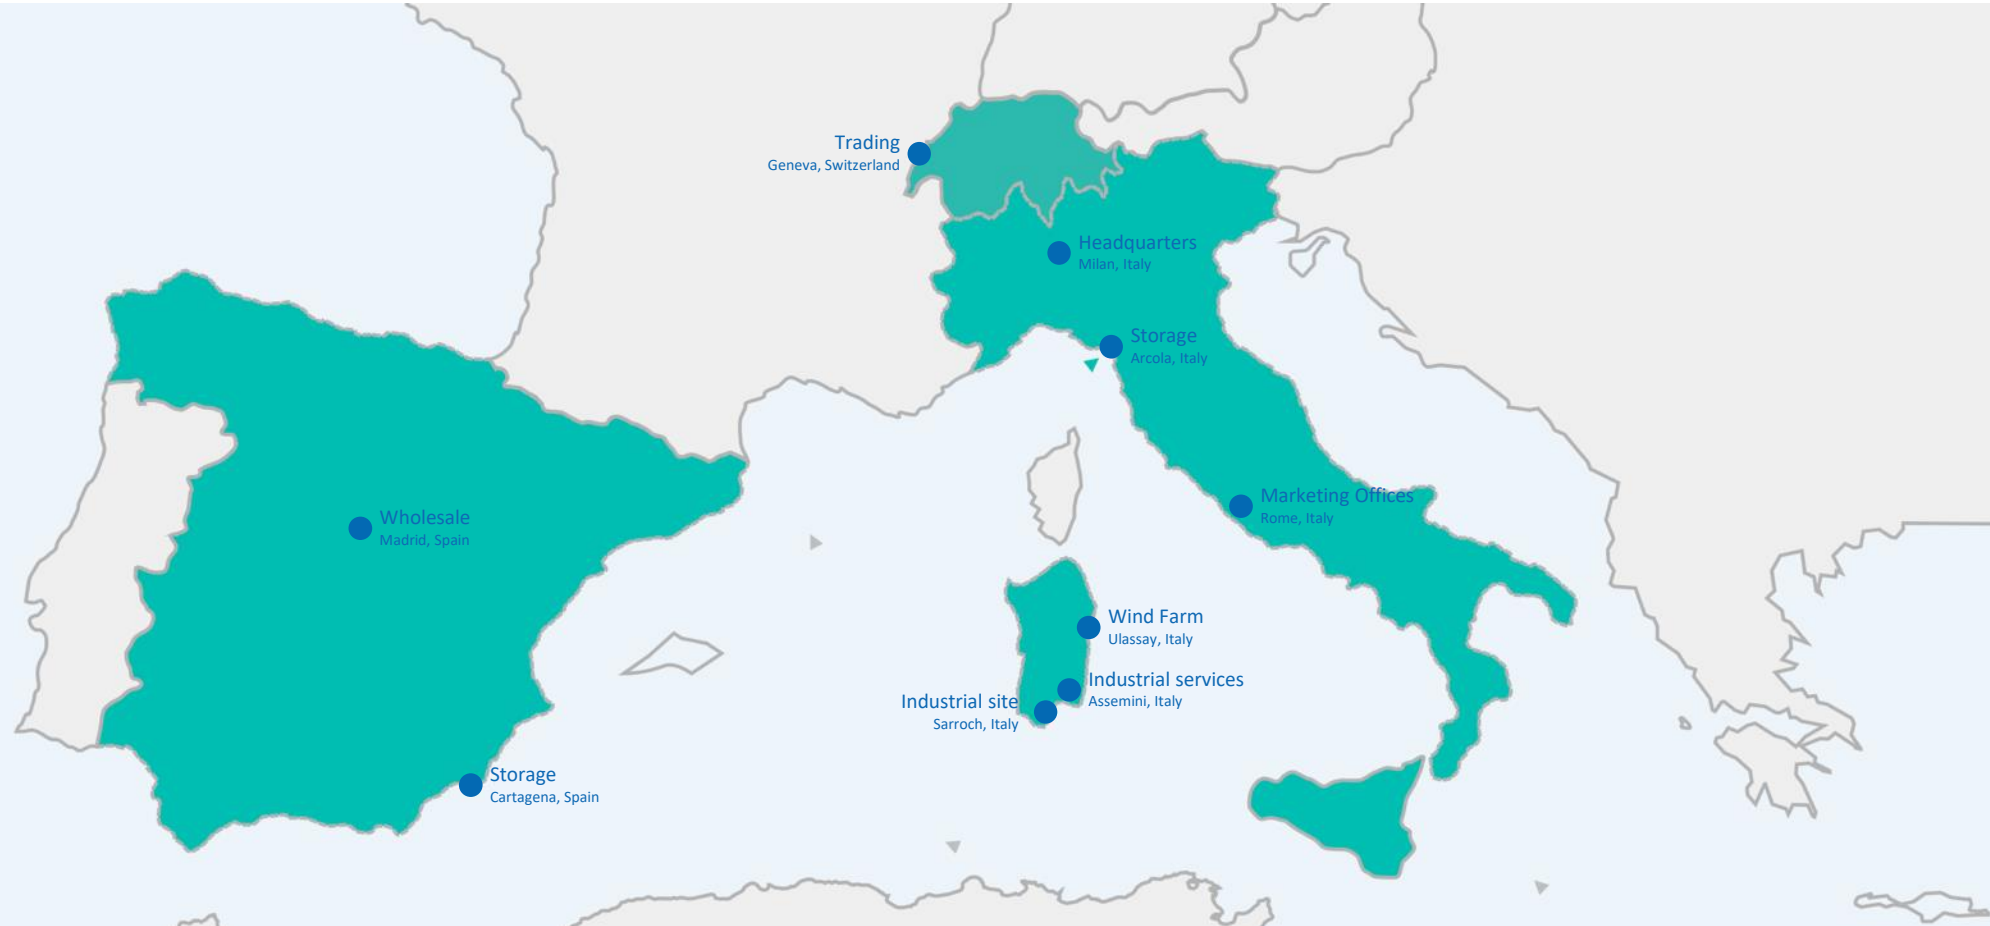 Trading
Geneva, Switzerland
Headquarters
Milan, Italy
Storage
Arcola, Italy
Marketing Offices
Rome, Italy
Wholesale
Madrid, Spain
Wind Farm
Ulassay, Italy
Industrial services
Assemini, Italy
Industrial site
Sarroch, Italy
Storage
Cartagena, Spain